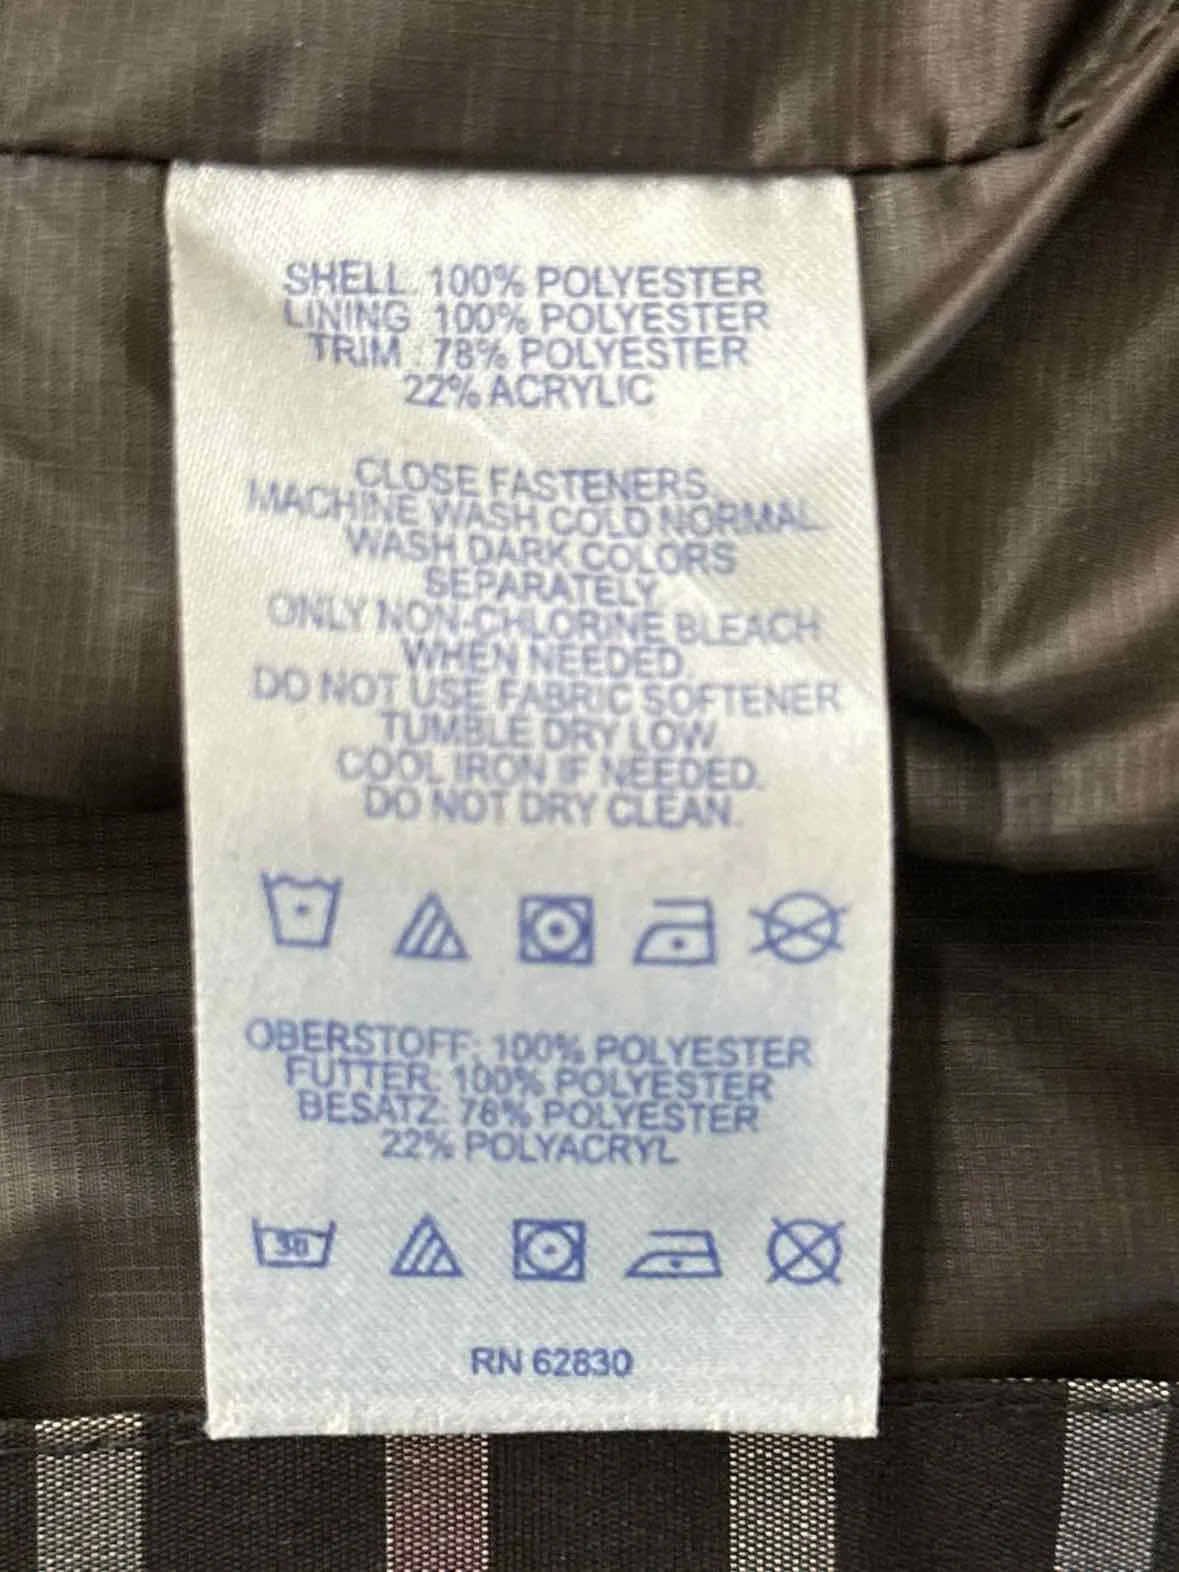 SHELL: 100% POLYESTER
LINING: 100% POLYESTER
TRIM: 78% POLYESTER
22% ACRYLIC
CLOSE FASTENERS.
MACHINE WASH COLD NORMAL.
WASH DARK COLORS
SEPARATELY.
ONLY NON-CHLORINE BLEACH
WHEN NEEDED.
DO NOT USE FABRIC SOFTENER
TUMBLE DRY LOW.
COOL IRON IF NEEDED.
DO NOT DRY CLEAN.
OBERSTOFF: 100% POLYESTER
FUTTER: 100% POLYESTER
BESATZ: 78% POLYESTER
22% POLYACRYL
30
RN 62830